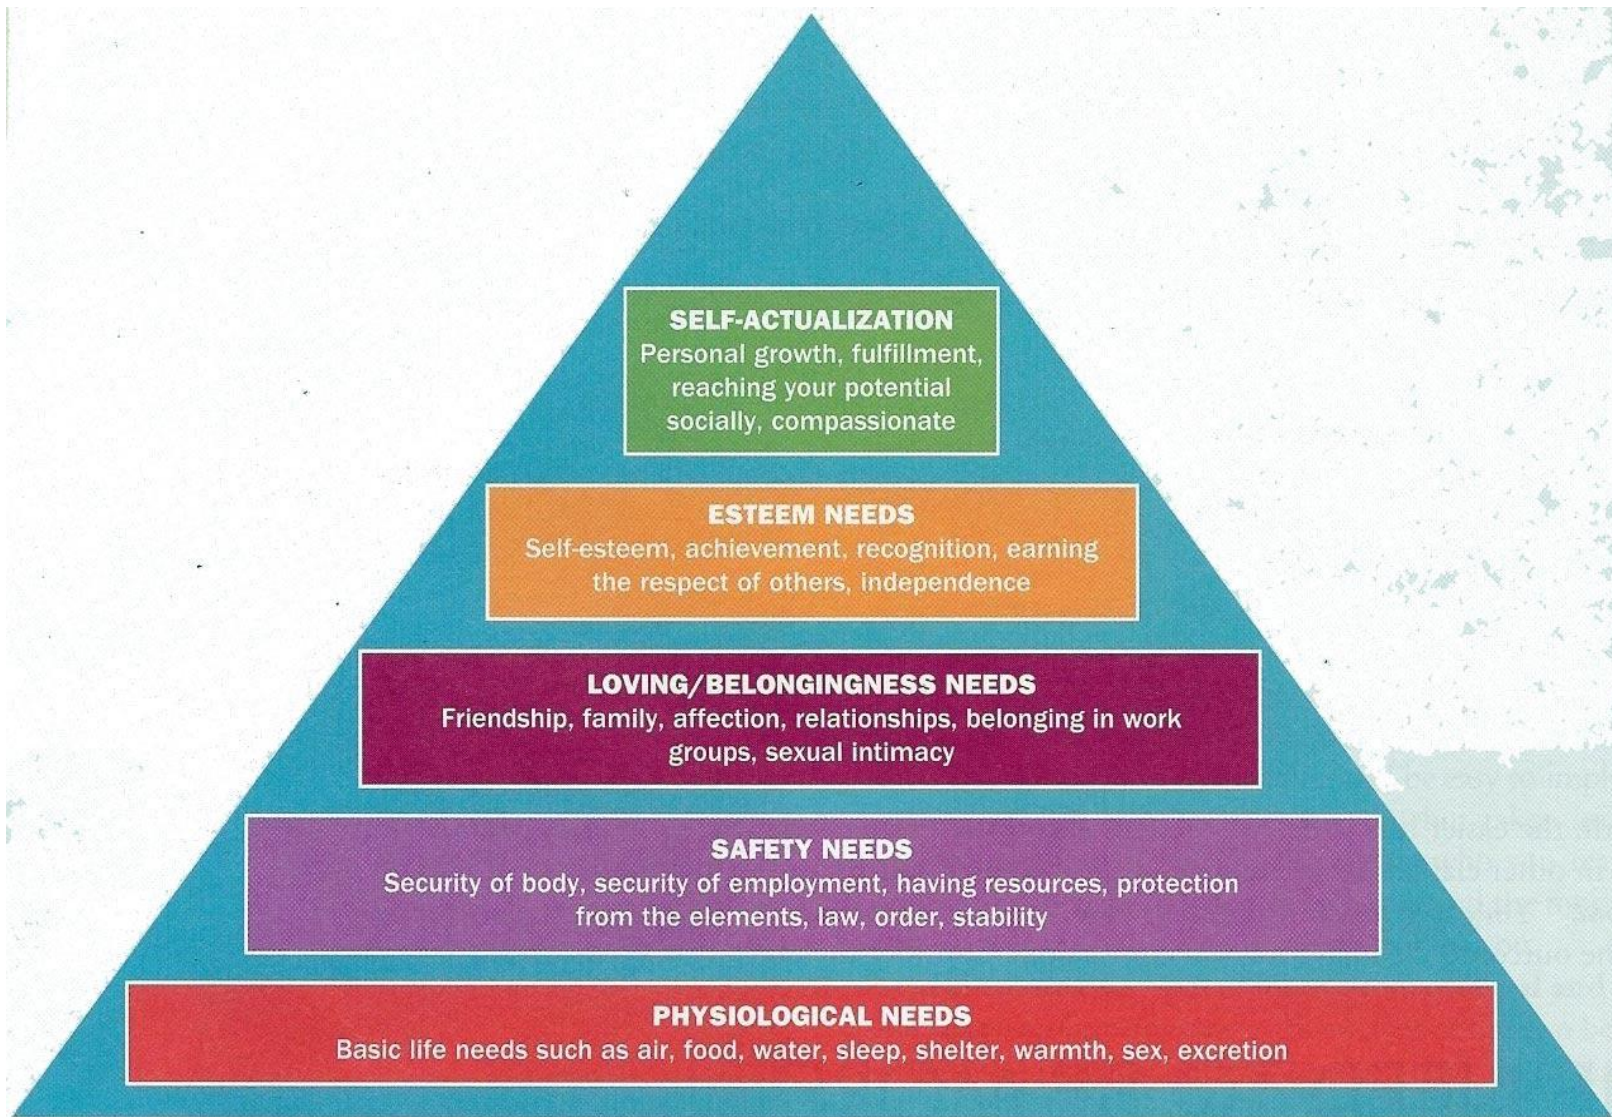 SELF-ACTUALIZATION
Personal growth, fulfillment,
reaching your potential
socially, compassionate
ESTEEM NEEDS
Self-esteem, achievement, recognition, earning
the respect of others, independence
LOVING/BELONGINGNESS NEEDS
Friendship, family, affection, relationships, belonging in work
groups, sexual intimacy
SAFETY NEEDS
Security of body, security of employment, having resources, protection
from the elements, law, order, stability
PHYSIOLOGICAL NEEDS
Basic life needs such as air, food, water, sleep, shelter, warmth, sex, excretion